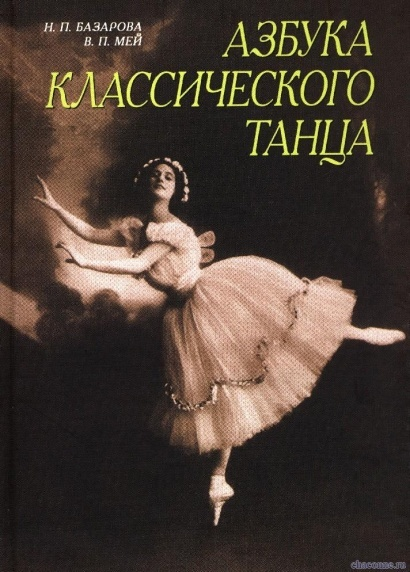 Н. П. БАЗАРОВА
В. П. МЕЙ
АЗБУКА
КЛАССИЧЕСКОГО
ТАНЦА
chaconne.ru